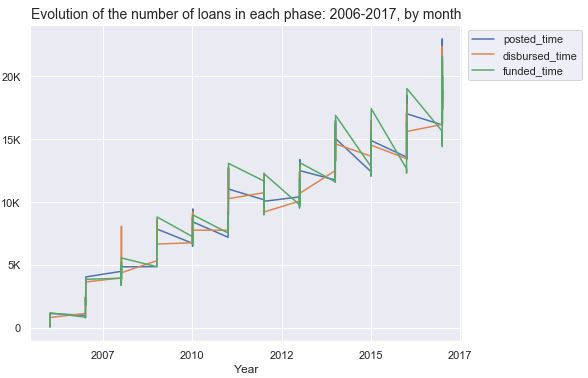 Evolution of the number of loans in each phase: 2006-2017, by month
posted_time
disbursed_time
funded_time
20K
15K
10K
5K
0
2007
2010
2012
2015
2017
Year